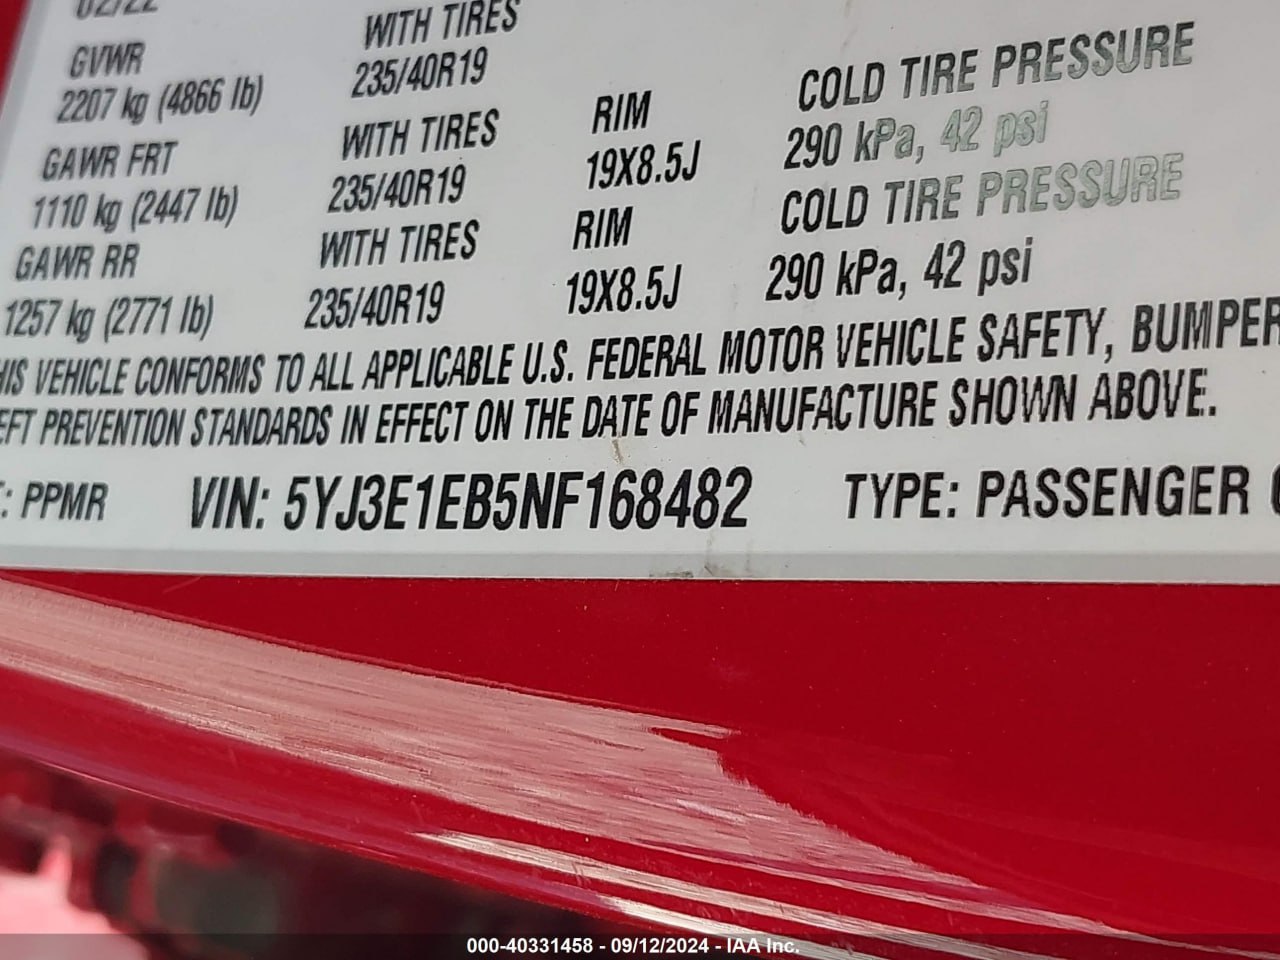 02/22
GVWR WITH TIRES
2207 kg (4866 lb) 235/40R19
GAWR FRT WITH TIRES RIM COLD TIRE PRESSURE
1110 kg (2447 lb) 235/40R19 19X8.5J 290 kPa, 42 psi
GAWR RR WITH TIRES RIM COLD TIRE PRESSURE
1257 kg (2771 lb) 235/40R19 19X8.5J 290 kPa, 42 psi
HIS VEHICLE CONFORMS TO ALL APPLICABLE U.S. FEDERAL MOTOR VEHICLE SAFETY, BUMPER
EFT PREVENTION STANDARDS IN EFFECT ON THE DATE OF MANUFACTURE SHOWN ABOVE.
: PPMR VIN: 5YJ3E1EB5NF168482 TYPE: PASSENGER
000-40331458 - 09/12/2024 - IAA Inc.